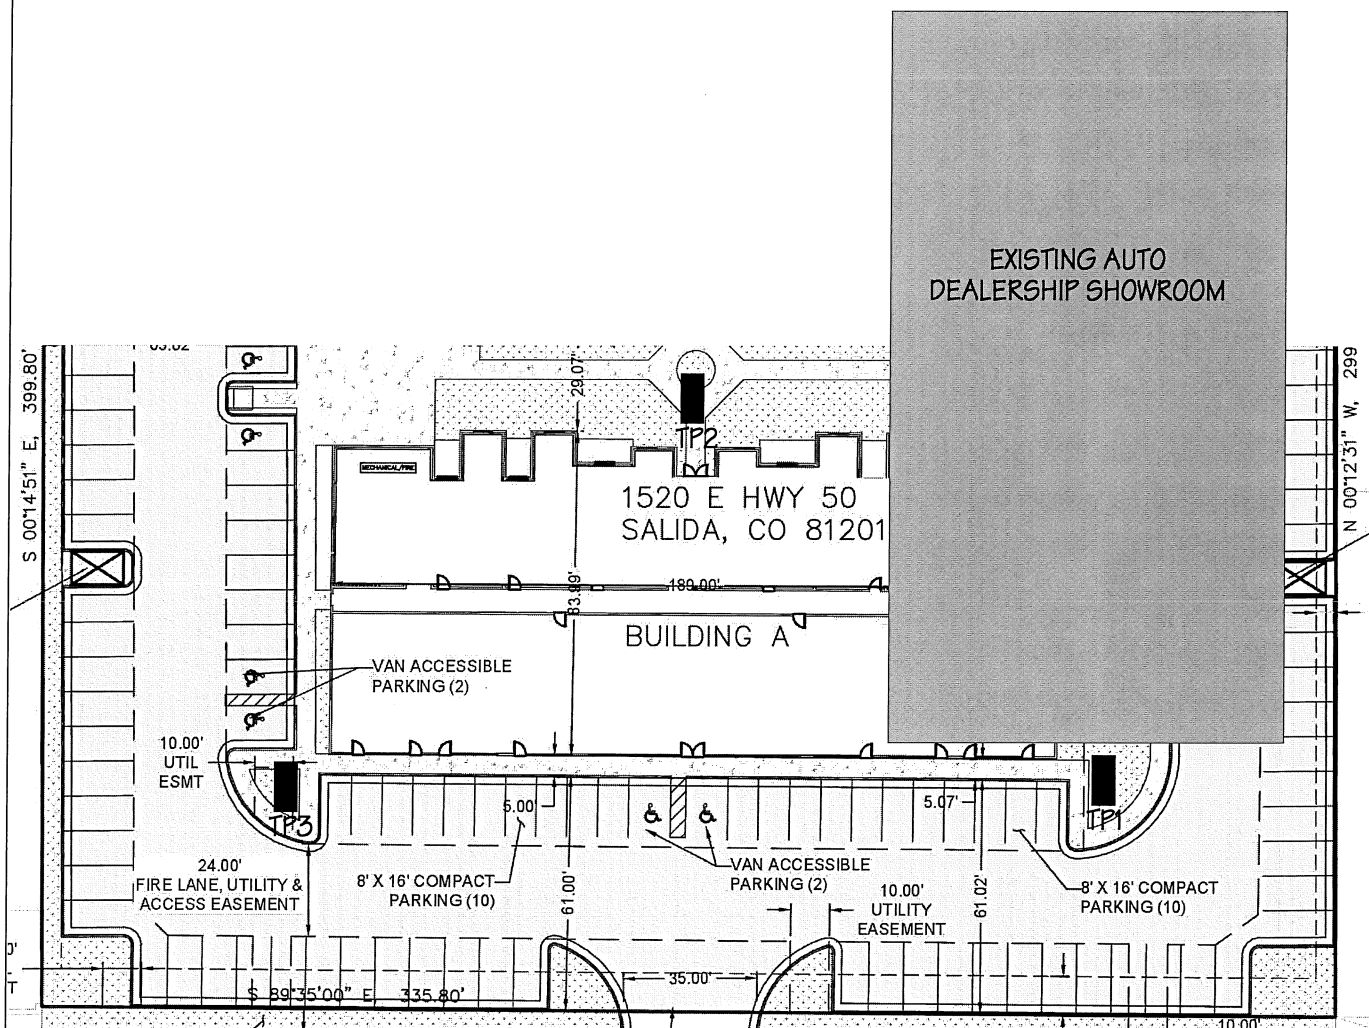 EXISTING AUTO
DEALERSHIP SHOWROOM
S 00°14'51" E, 399.80'
N 00°12'31" W, 299
29.07'
TP2
MECHANICAL/FIRE
1520 E HWY 50
SALIDA, CO 81201
189.00'
83.99'
BUILDING A
VAN ACCESSIBLE
PARKING (2)
10.00'
UTIL
ESMT
TP3
5.00'
5.07'
TP1
24.00'
FIRE LANE, UTILITY &
ACCESS EASEMENT
8' X 16' COMPACT
PARKING (10)
61.00'
VAN ACCESSIBLE
PARKING (2)
10.00'
UTILITY
EASEMENT
61.02'
8' X 16' COMPACT
PARKING (10)
0'
T
35.00'
S 89°35'00" E 335.80'
10.00'